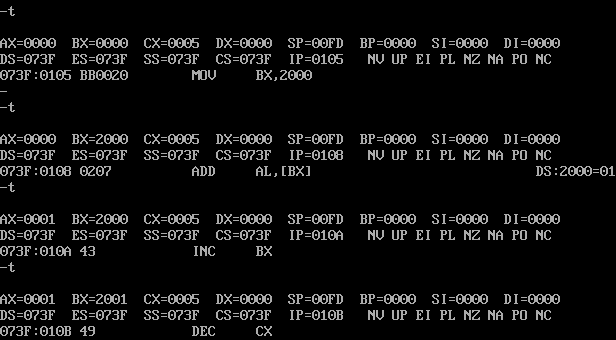 -t
AX=0000  BX=0000  CX=0005  DX=0000  SP=00FD  BP=0000  SI=0000  DI=0000
DS=073F  ES=073F  SS=073F  CS=073F  IP=0105   NV UP EI PL NZ NA PO NC
073F:0105 BB0020        MOV     BX,2000
-
-t
AX=0000  BX=2000  CX=0005  DX=0000  SP=00FD  BP=0000  SI=0000  DI=0000
DS=073F  ES=073F  SS=073F  CS=073F  IP=0108   NV UP EI PL NZ NA PO NC
073F:0108 0207          ADD     AL,[BX]                            DS:2000=01
-t
AX=0001  BX=2000  CX=0005  DX=0000  SP=00FD  BP=0000  SI=0000  DI=0000
DS=073F  ES=073F  SS=073F  CS=073F  IP=010A   NV UP EI PL NZ NA PO NC
073F:010A 43            INC     BX
-t
AX=0001  BX=2001  CX=0005  DX=0000  SP=00FD  BP=0000  SI=0000  DI=0000
DS=073F  ES=073F  SS=073F  CS=073F  IP=010B   NV UP EI PL NZ NA PO NC
073F:010B 49            DEC     CX